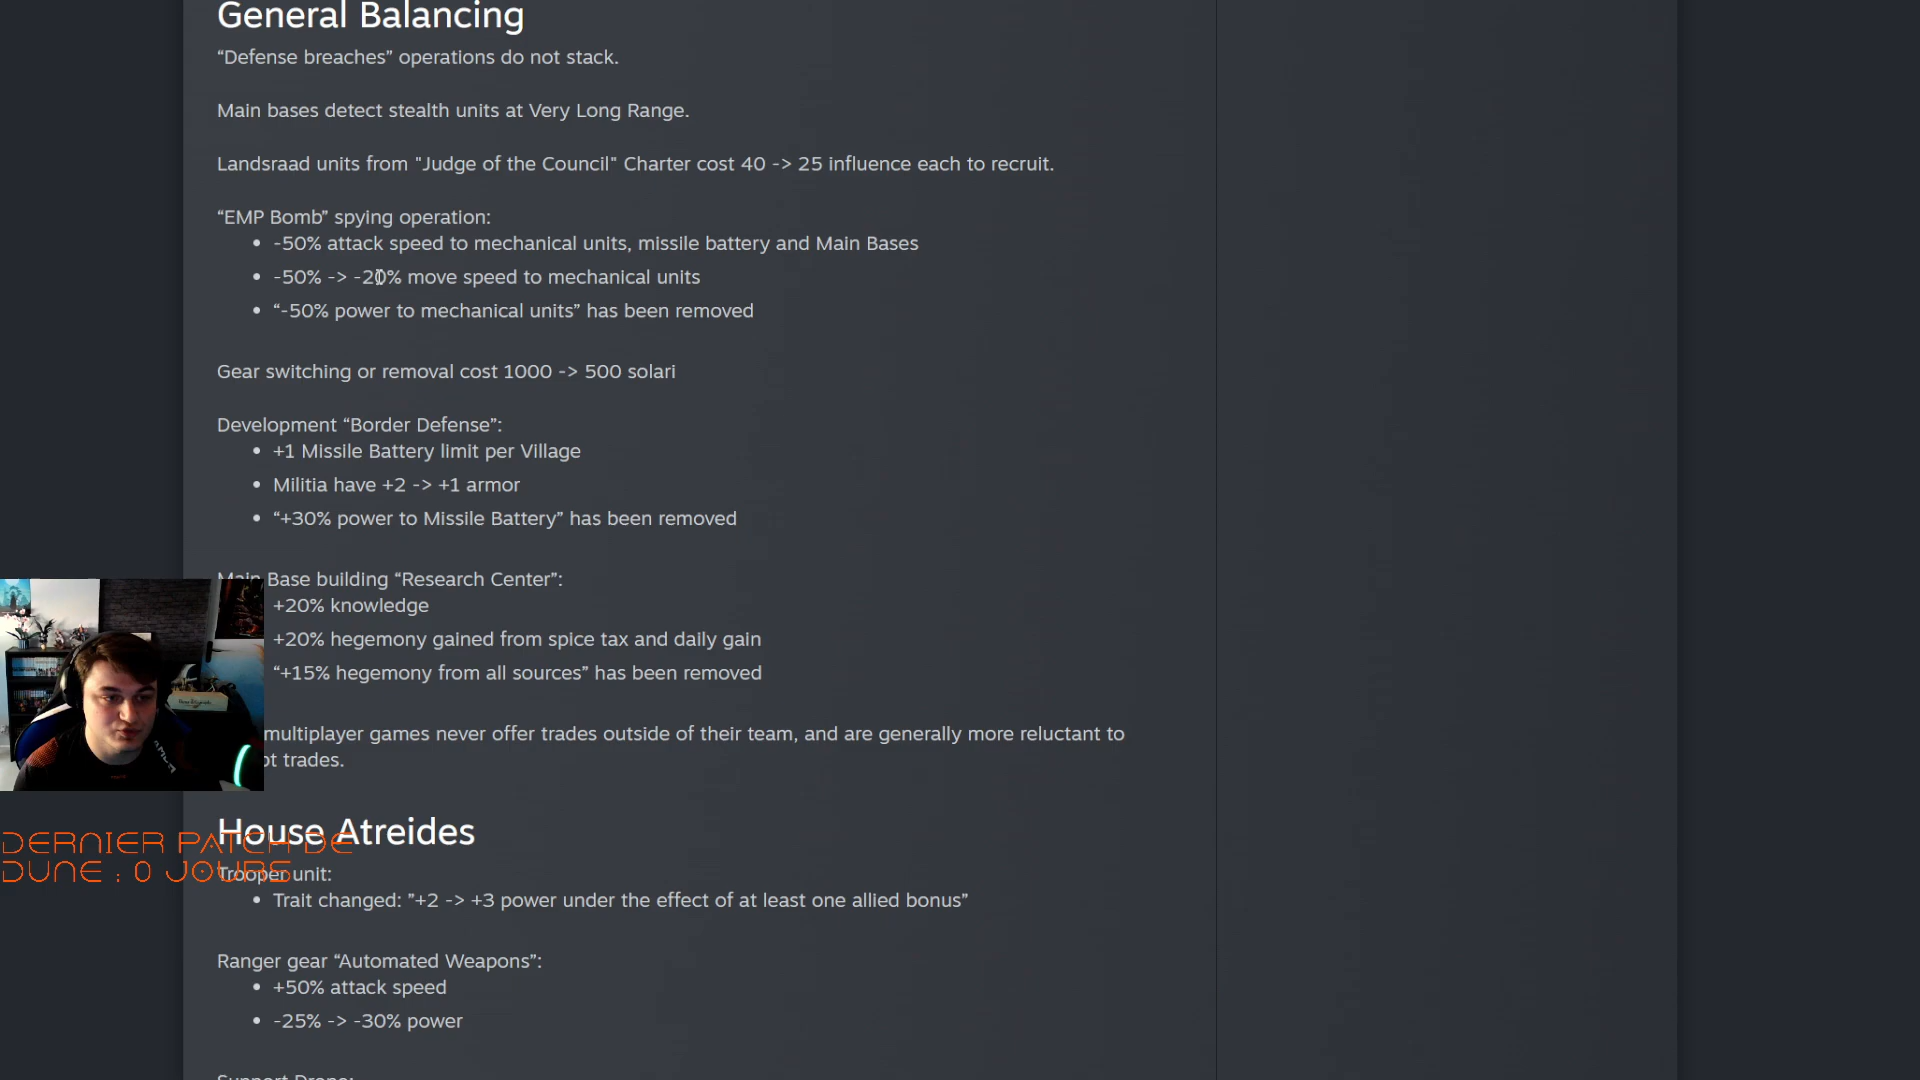 General Balancing
“Defense breaches” operations do not stack.
Main bases detect stealth units at Very Long Range.
Landsraad units from "Judge of the Council" Charter cost 40 -> 25 influence each to recruit.
“EMP Bomb” spying operation:
• -50% attack speed to mechanical units, missile battery and Main Bases
• -50% -> -20% move speed to mechanical units
• “-50% power to mechanical units” has been removed
Gear switching or removal cost 1000 -> 500 solari
Development “Border Defense”:
• +1 Missile Battery limit per Village
• Militia have +2 -> +1 armor
• “+30% power to Missile Battery” has been removed
Main Base building “Research Center”:
+20% knowledge
+20% hegemony gained from spice tax and daily gain
“+15% hegemony from all sources” has been removed
multiplayer games never offer trades outside of their team, and are generally more reluctant to
trades.
House Atreides
DERNIER PATCH DE
DUNE : 0 JOURS
Trooper unit:
• Trait changed: ”+2 -> +3 power under the effect of at least one allied bonus”
Ranger gear “Automated Weapons”:
• +50% attack speed
• -25% -> -30% power
Support Drone: